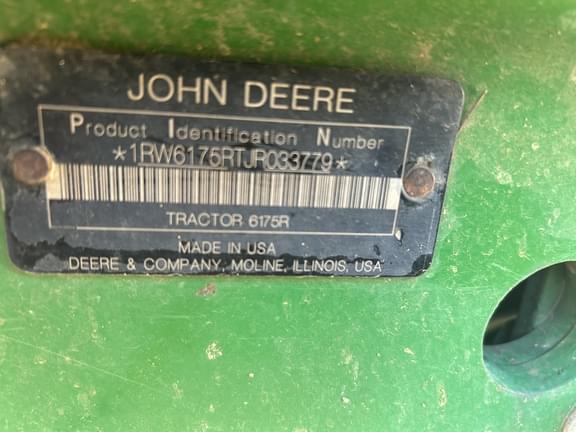 JOHN DEERE
Product Identification Number
*1RW6175RTJR033779*
TRACTOR 6175R
MADE IN USA
DEERE & COMPANY, MOLINE, ILLINOIS, USA